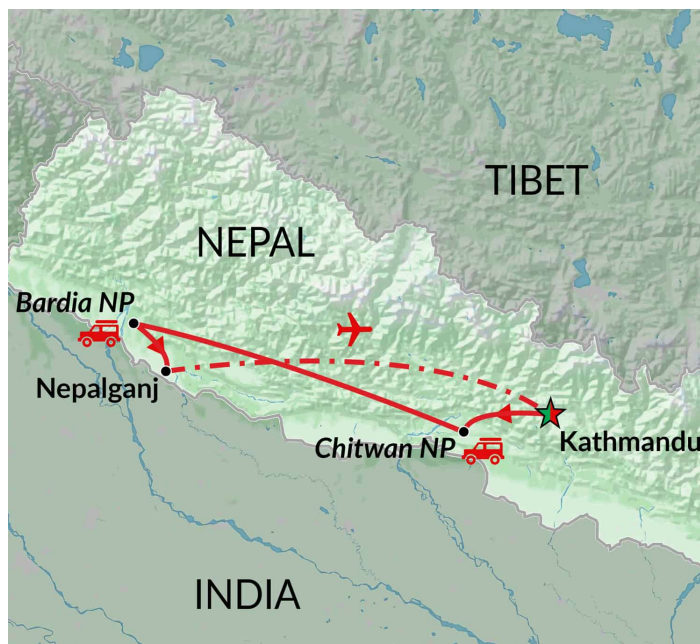 TIBET
NEPAL
Bardia NP
Nepalganj
Chitwan NP
Kathmandu
INDIA